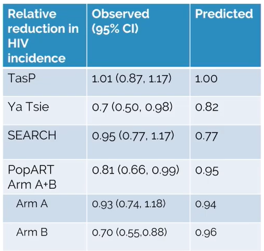 Relative reduction in HIV incidence Observed (95% CI) Predicted
TasP 1.01 (0.87, 1.17) 1.00
Ya Tsie 0.7 (0.50, 0.98) 0.82
SEARCH 0.95 (0.77, 1.17) 0.77
PopART Arm A+B 0.81 (0.66, 0.99) 0.95
Arm A 0.93 (0.74, 1.18) 0.94
Arm B 0.70 (0.55,0.88) 0.96